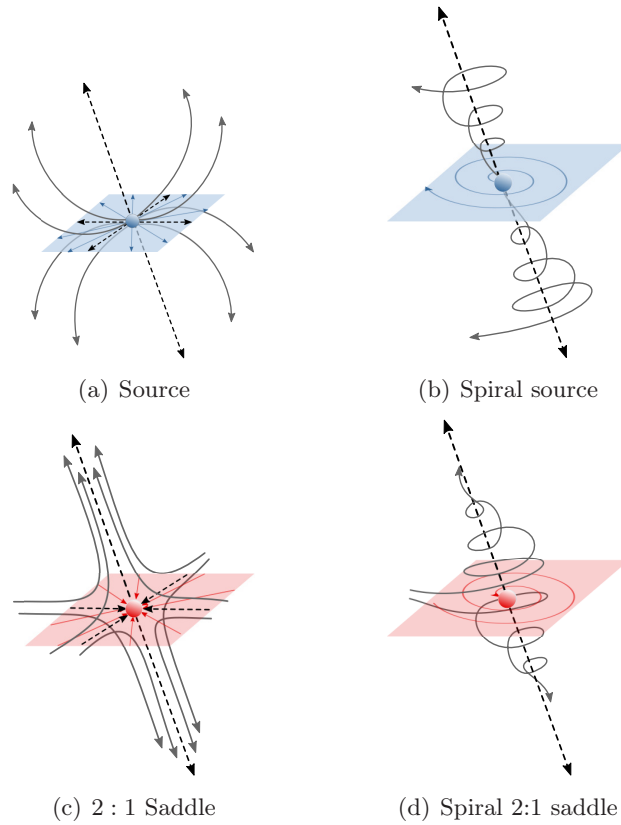 (a) Source
(b) Spiral source
(c) 2 : 1 Saddle
(d) Spiral 2:1 saddle